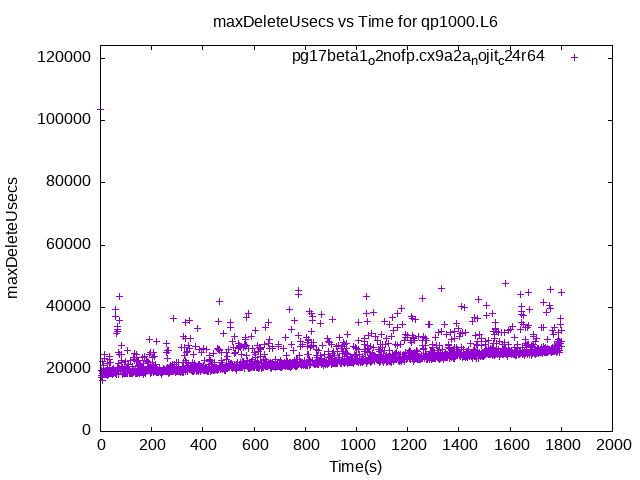 maxDeleteUsecs vs Time for qp1000.L6
pg17beta1o2nofp.cx9a2anojitc24r64
120000
100000
80000
60000
40000
20000
0
maxDeleteUsecs
0 200 400 600 800 1000 1200 1400 1600 1800 2000
Time(s)